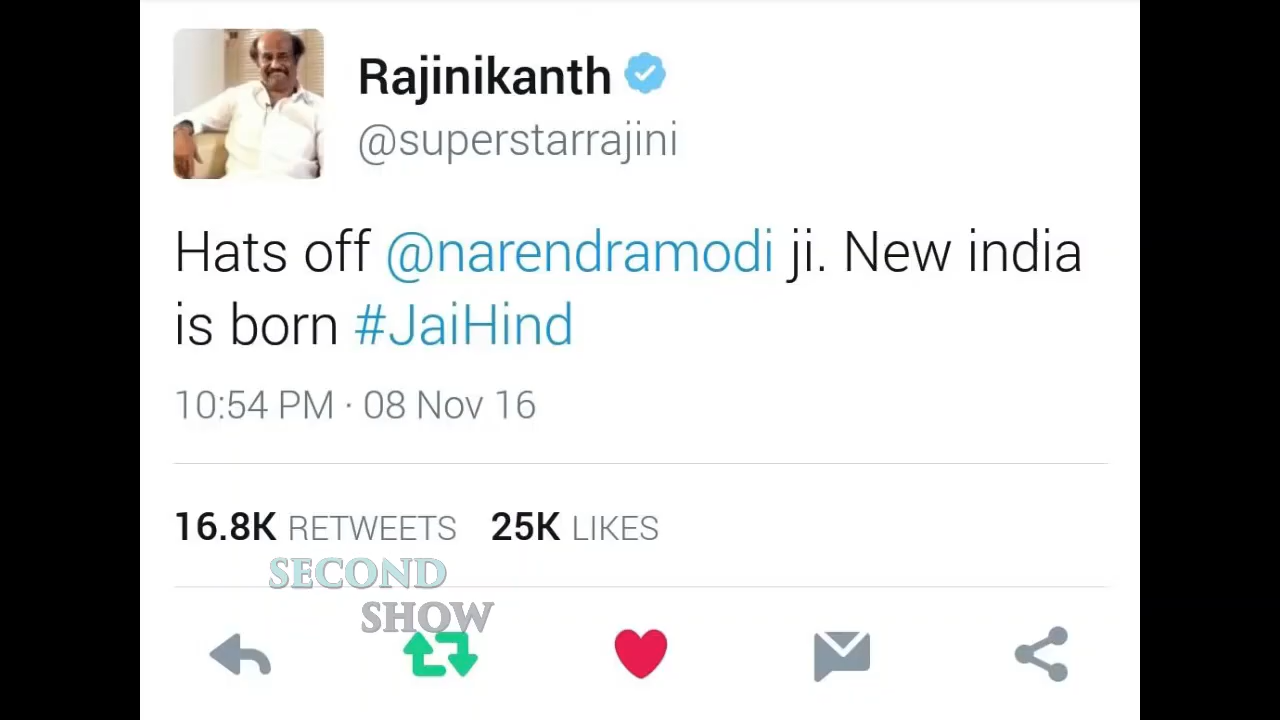 Rajinikanth
@superstarrajini
Hats off @narendramodi ji. New india
is born #JaiHind
10:54 PM · 08 Nov 16
16.8K RETWEETS 25K LIKES
SECOND
SHOW